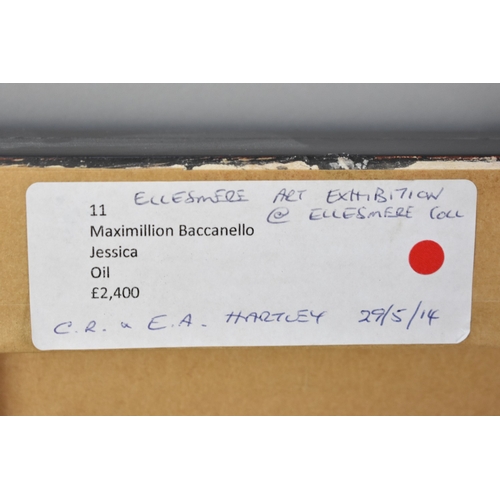 ELLESMERE ART EXHIBITION
@ ELLESMERE COLL
11
Maximillion Baccanello
Jessica
Oil
£2,400
C.R. & E.A. HARTLEY 29/5/14